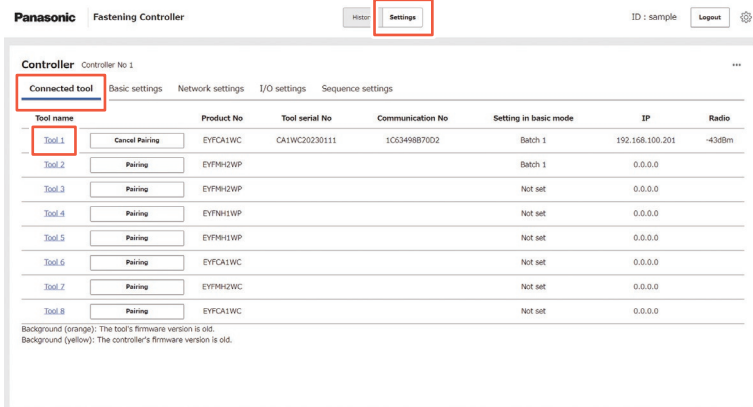 Panasonic Fastening Controller Histor Settings ID : sample Logout
Controller Controller No 1 •••
Connected tool Basic settings Network settings I/O settings Sequence settings
Tool name Product No Tool serial No Communication No Setting in basic mode IP Radio
Tool 1 Cancel Pairing EYFCA1WC CA1WC20230111 1C63498B70D2 Batch 1 192.168.100.201 -43dBm
Tool 2 Pairing EYFMH2WP Batch 1 0.0.0.0
Tool 3 Pairing EYFMH2WP Not set 0.0.0.0
Tool 4 Pairing EYFNH1WP Not set 0.0.0.0
Tool 5 Pairing EYFMH1WP Not set 0.0.0.0
Tool 6 Pairing EYFCA1WC Not set 0.0.0.0
Tool 7 Pairing EYFMH2WC Not set 0.0.0.0
Tool 8 Pairing EYFCA1WC Not set 0.0.0.0
Background (orange): The tool's firmware version is old.
Background (yellow): The controller's firmware version is old.